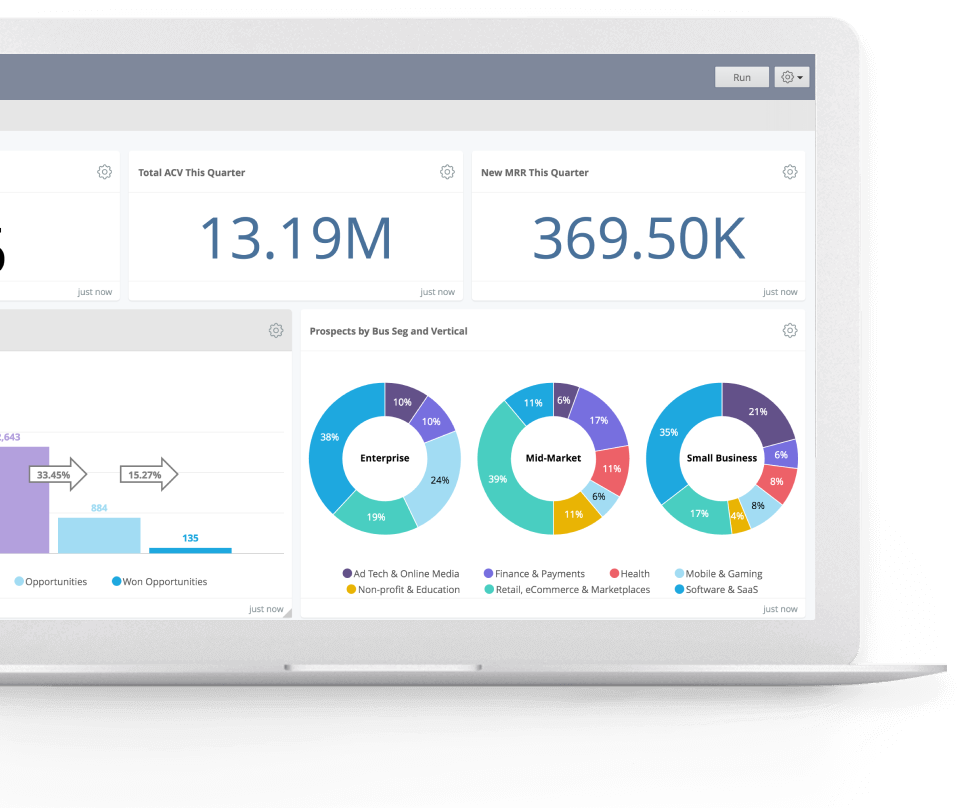 Run
Total ACV This Quarter
New MRR This Quarter
13.19M
369.50K
just now
just now
just now
Prospects by Bus Seg and Vertical
,643
33.45%
15.27%
884
135
Opportunities
Won Opportunities
just now
10%
10%
24%
19%
38%
Enterprise
6%
17%
11%
6%
11%
39%
11%
Mid-Market
21%
6%
8%
8%
4%
17%
35%
Small Business
Ad Tech & Online Media
Finance & Payments
Health
Mobile & Gaming
Non-profit & Education
Retail, eCommerce & Marketplaces
Software & SaaS
just now